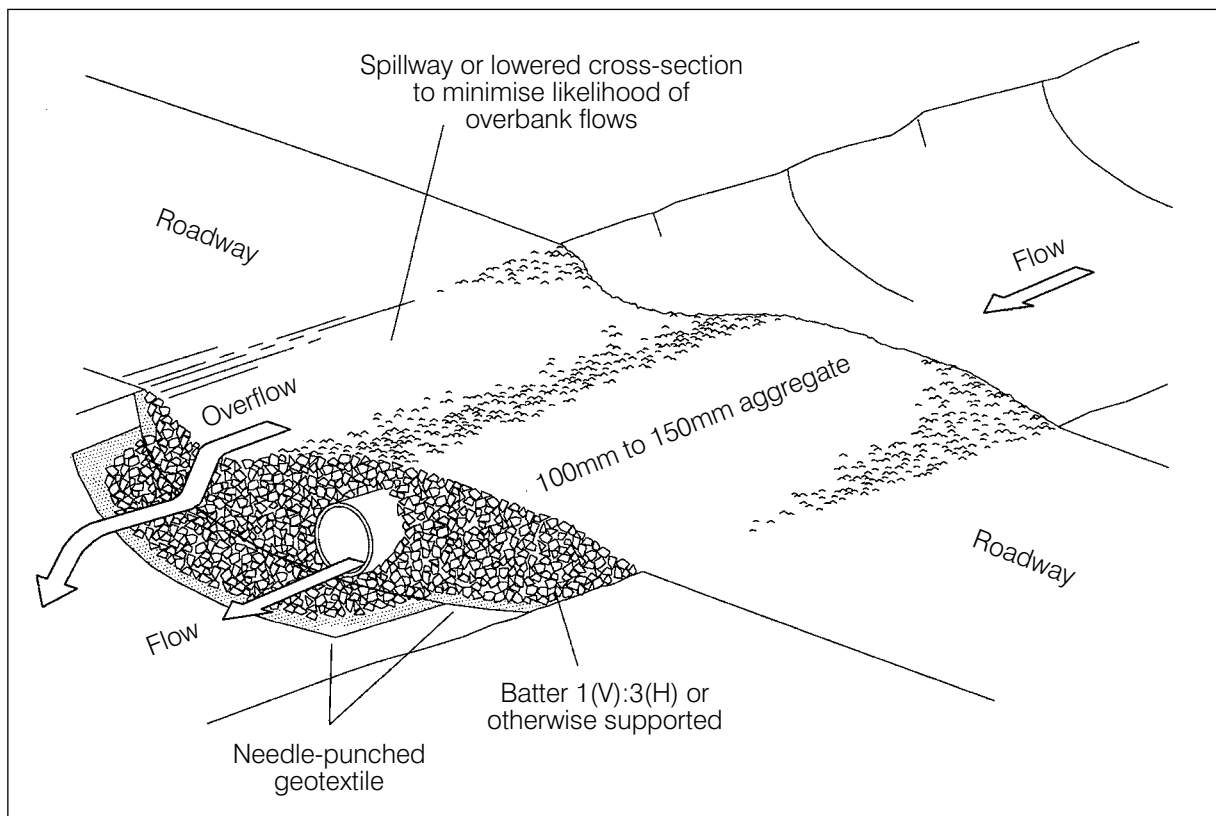 Spillway or lowered cross-section
to minimise likelihood of
overbank flows
Roadway
Flow
Overflow
100mm to 150mm aggregate
Roadway
Flow
Batter 1(V):3(H) or
otherwise supported
Needle-punched
geotextile